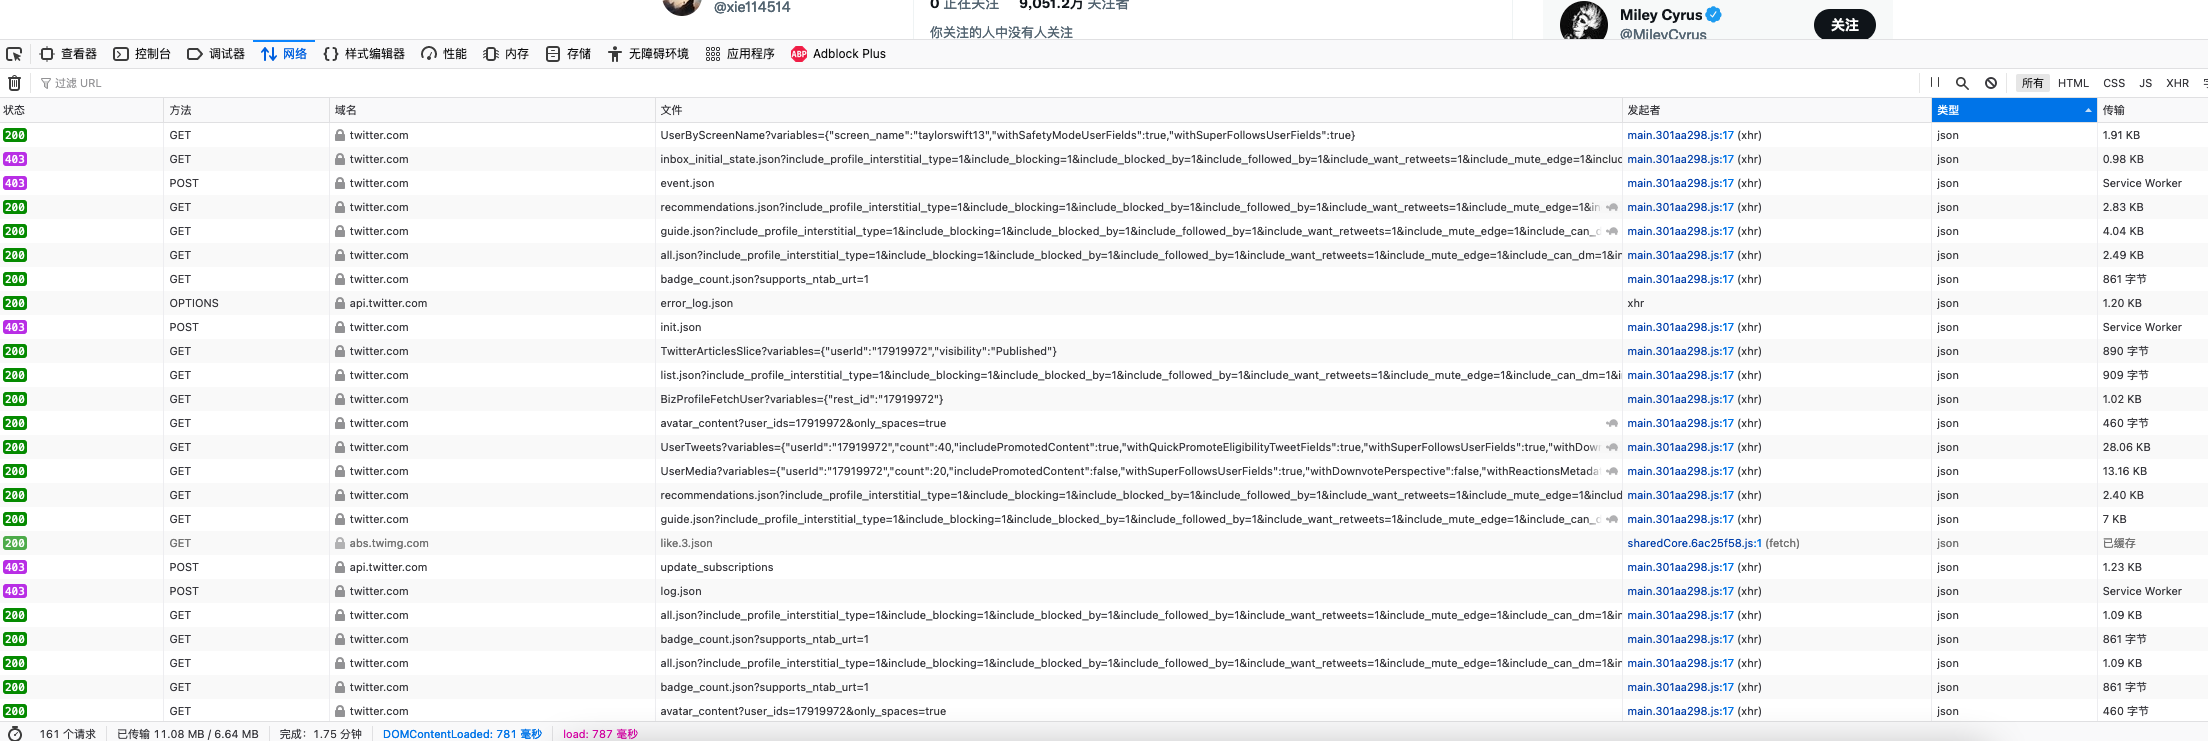 @xie114514
0 正在关注 9,051.2万 关注者
你关注的人中没有人关注
Miley Cyrus
@MileyCyrus
关注
查看器 控制台 调试器 网络 样式编辑器 性能 内存 存储 无障碍环境 应用程序 ABP Adblock Plus
过滤 URL 所有 HTML CSS JS XHR
状态 方法 域名 文件 发起者 类型 传输
200 GET twitter.com UserByScreenName?variables={"screen_name":"taylorswift13","withSafetyModeUserFields":true,"withSuperFollowsUserFields":true} main.301aa298.js:17 (xhr) json 1.91 KB
403 GET twitter.com inbox_initial_state.json?include_profile_interstitial_type=1&include_blocking=1&include_blocked_by=1&include_followed_by=1&include_want_retweets=1&include_mute_edge=1&includ main.301aa298.js:17 (xhr) json 0.98 KB
403 POST twitter.com event.json main.301aa298.js:17 (xhr) json Service Worker
200 GET twitter.com recommendations.json?include_profile_interstitial_type=1&include_blocking=1&include_blocked_by=1&include_followed_by=1&include_want_retweets=1&include_mute_edge=1&in main.301aa298.js:17 (xhr) json 2.83 KB
200 GET twitter.com guide.json?include_profile_interstitial_type=1&include_blocking=1&include_blocked_by=1&include_followed_by=1&include_want_retweets=1&include_mute_edge=1&include_can_d main.301aa298.js:17 (xhr) json 4.04 KB
200 GET twitter.com all.json?include_profile_interstitial_type=1&include_blocking=1&include_blocked_by=1&include_followed_by=1&include_want_retweets=1&include_mute_edge=1&include_can_dm=1&in main.301aa298.js:17 (xhr) json 2.49 KB
200 GET twitter.com badge_count.json?supports_ntab_urt=1 main.301aa298.js:17 (xhr) json 861 字节
200 OPTIONS api.twitter.com error_log.json xhr json 1.20 KB
403 POST twitter.com init.json main.301aa298.js:17 (xhr) json Service Worker
200 GET twitter.com TwitterArticlesSlice?variables={"userId":"17919972","visibility":"Published"} main.301aa298.js:17 (xhr) json 890 字节
200 GET twitter.com list.json?include_profile_interstitial_type=1&include_blocking=1&include_blocked_by=1&include_followed_by=1&include_want_retweets=1&include_mute_edge=1&include_can_dm=1&i main.301aa298.js:17 (xhr) json 909 字节
200 GET twitter.com BizProfileFetchUser?variables={"rest_id":"17919972"} main.301aa298.js:17 (xhr) json 1.02 KB
200 GET twitter.com avatar_content?user_ids=17919972&only_spaces=true main.301aa298.js:17 (xhr) json 460 字节
200 GET twitter.com UserTweets?variables={"userId":"17919972","count":40,"includePromotedContent":true,"withQuickPromoteEligibilityTweetFields":true,"withSuperFollowsUserFields":true,"withDow main.301aa298.js:17 (xhr) json 28.06 KB
200 GET twitter.com UserMedia?variables={"userId":"17919972","count":20,"includePromotedContent":false,"withSuperFollowsUserFields":true,"withDownvotePerspective":false,"withReactionsMetada main.301aa298.js:17 (xhr) json 13.16 KB
200 GET twitter.com recommendations.json?include_profile_interstitial_type=1&include_blocking=1&include_blocked_by=1&include_followed_by=1&include_want_retweets=1&include_mute_edge=1&includ main.301aa298.js:17 (xhr) json 2.40 KB
200 GET twitter.com guide.json?include_profile_interstitial_type=1&include_blocking=1&include_blocked_by=1&include_followed_by=1&include_want_retweets=1&include_mute_edge=1&include_can_ main.301aa298.js:17 (xhr) json 7 KB
200 GET abs.twimg.com like.3.json sharedCore.6ac25f58.js:1 (fetch) json 已缓存
403 POST api.twitter.com update_subscriptions main.301aa298.js:17 (xhr) json 1.23 KB
403 POST twitter.com log.json main.301aa298.js:17 (xhr) json Service Worker
200 GET twitter.com all.json?include_profile_interstitial_type=1&include_blocking=1&include_blocked_by=1&include_followed_by=1&include_want_retweets=1&include_mute_edge=1&include_can_dm=1&in main.301aa298.js:17 (xhr) json 1.09 KB
200 GET twitter.com badge_count.json?supports_ntab_urt=1 main.301aa298.js:17 (xhr) json 861 字节
200 GET twitter.com all.json?include_profile_interstitial_type=1&include_blocking=1&include_blocked_by=1&include_followed_by=1&include_want_retweets=1&include_mute_edge=1&include_can_dm=1&in main.301aa298.js:17 (xhr) json 1.09 KB
200 GET twitter.com badge_count.json?supports_ntab_urt=1 main.301aa298.js:17 (xhr) json 861 字节
200 GET twitter.com avatar_content?user_ids=17919972&only_spaces=true main.301aa298.js:17 (xhr) json 460 字节
161 个请求 已传输 11.08 MB / 6.64 MB 完成：1.75 分钟 DOMContentLoaded: 781 毫秒 load: 787 毫秒